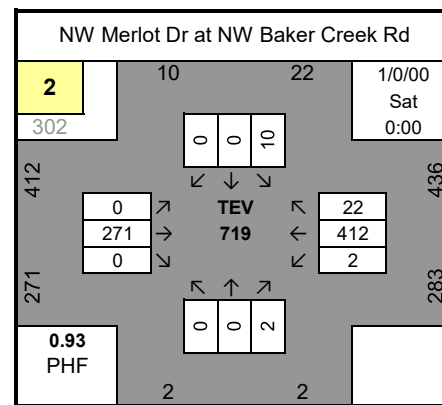 NW Merlot Dr at NW Baker Creek Rd
2
302
10 22
1/0/00
Sat
0:00
0 0 10
↙ ↓ ↘
412 436
0 ↗ TEV ↖ 22
271 → 719 ← 412
0 ↘ ↙ 2
271 283
↖ ↑ ↗
0 0 2
0.93
PHF
2 2